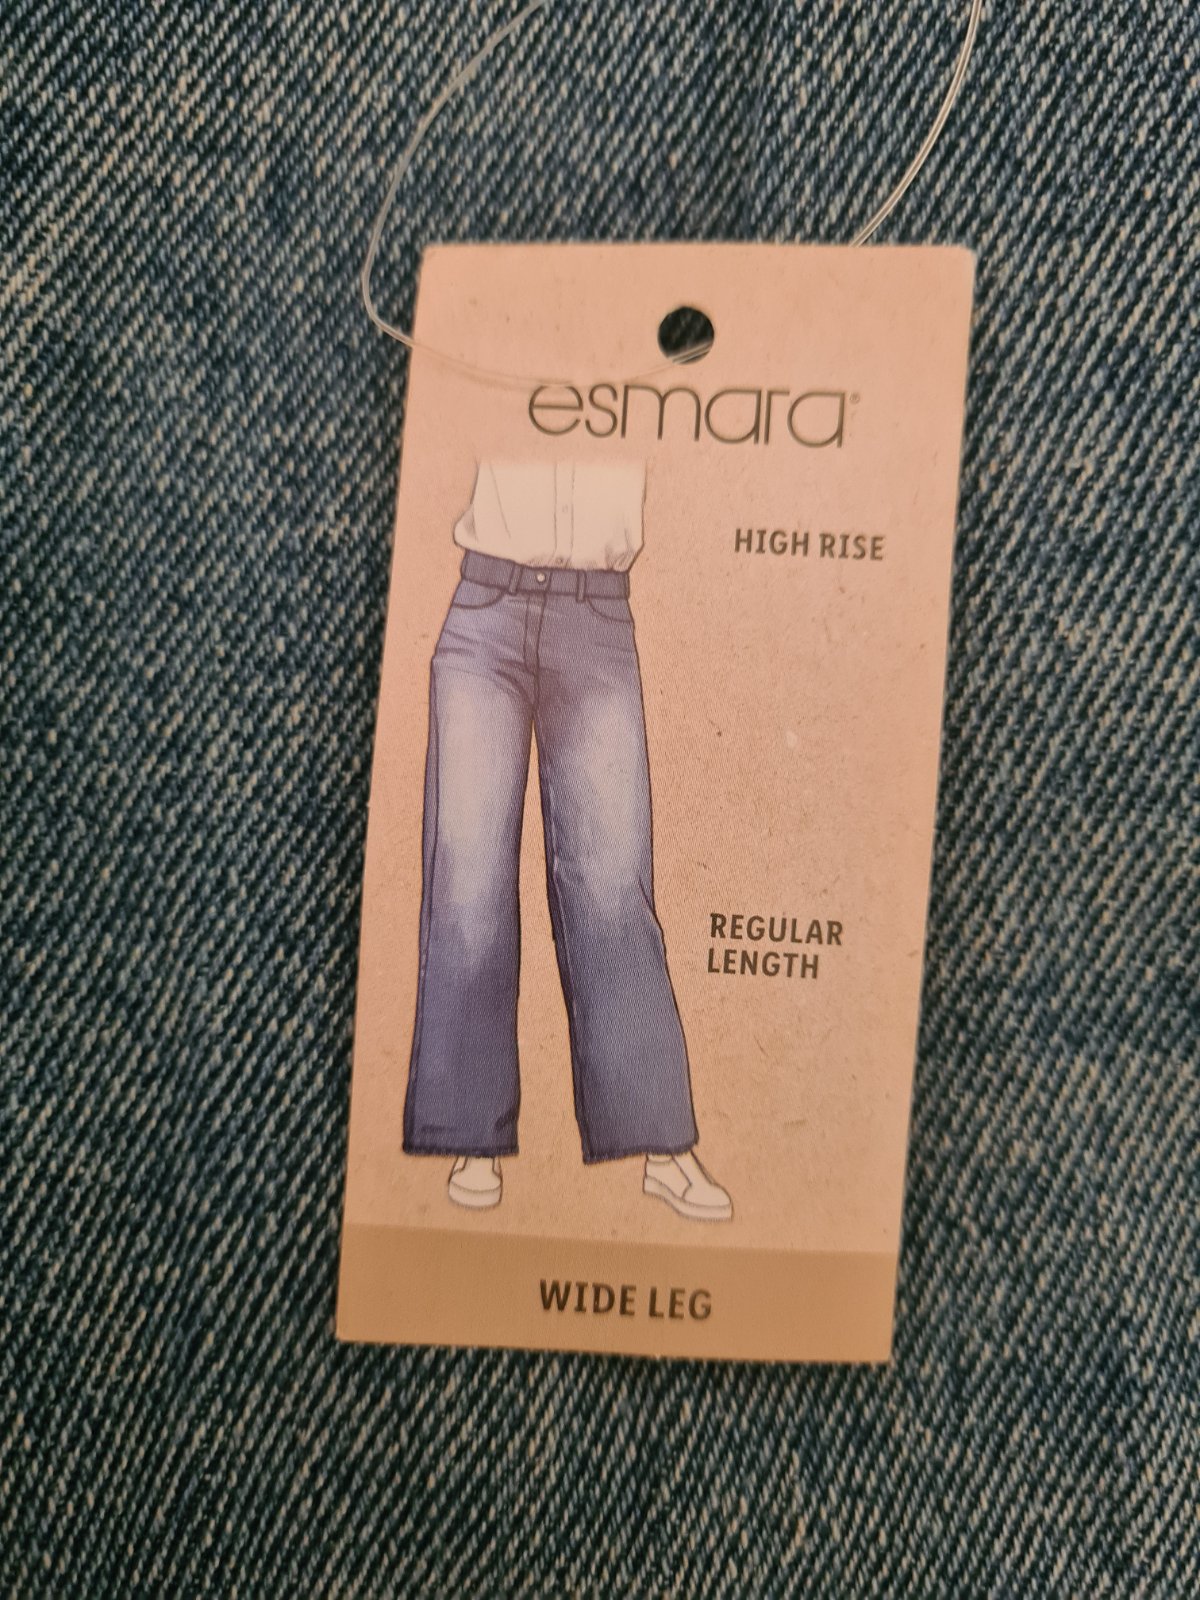 esmara®
HIGH RISE
REGULAR
LENGTH
WIDE LEG